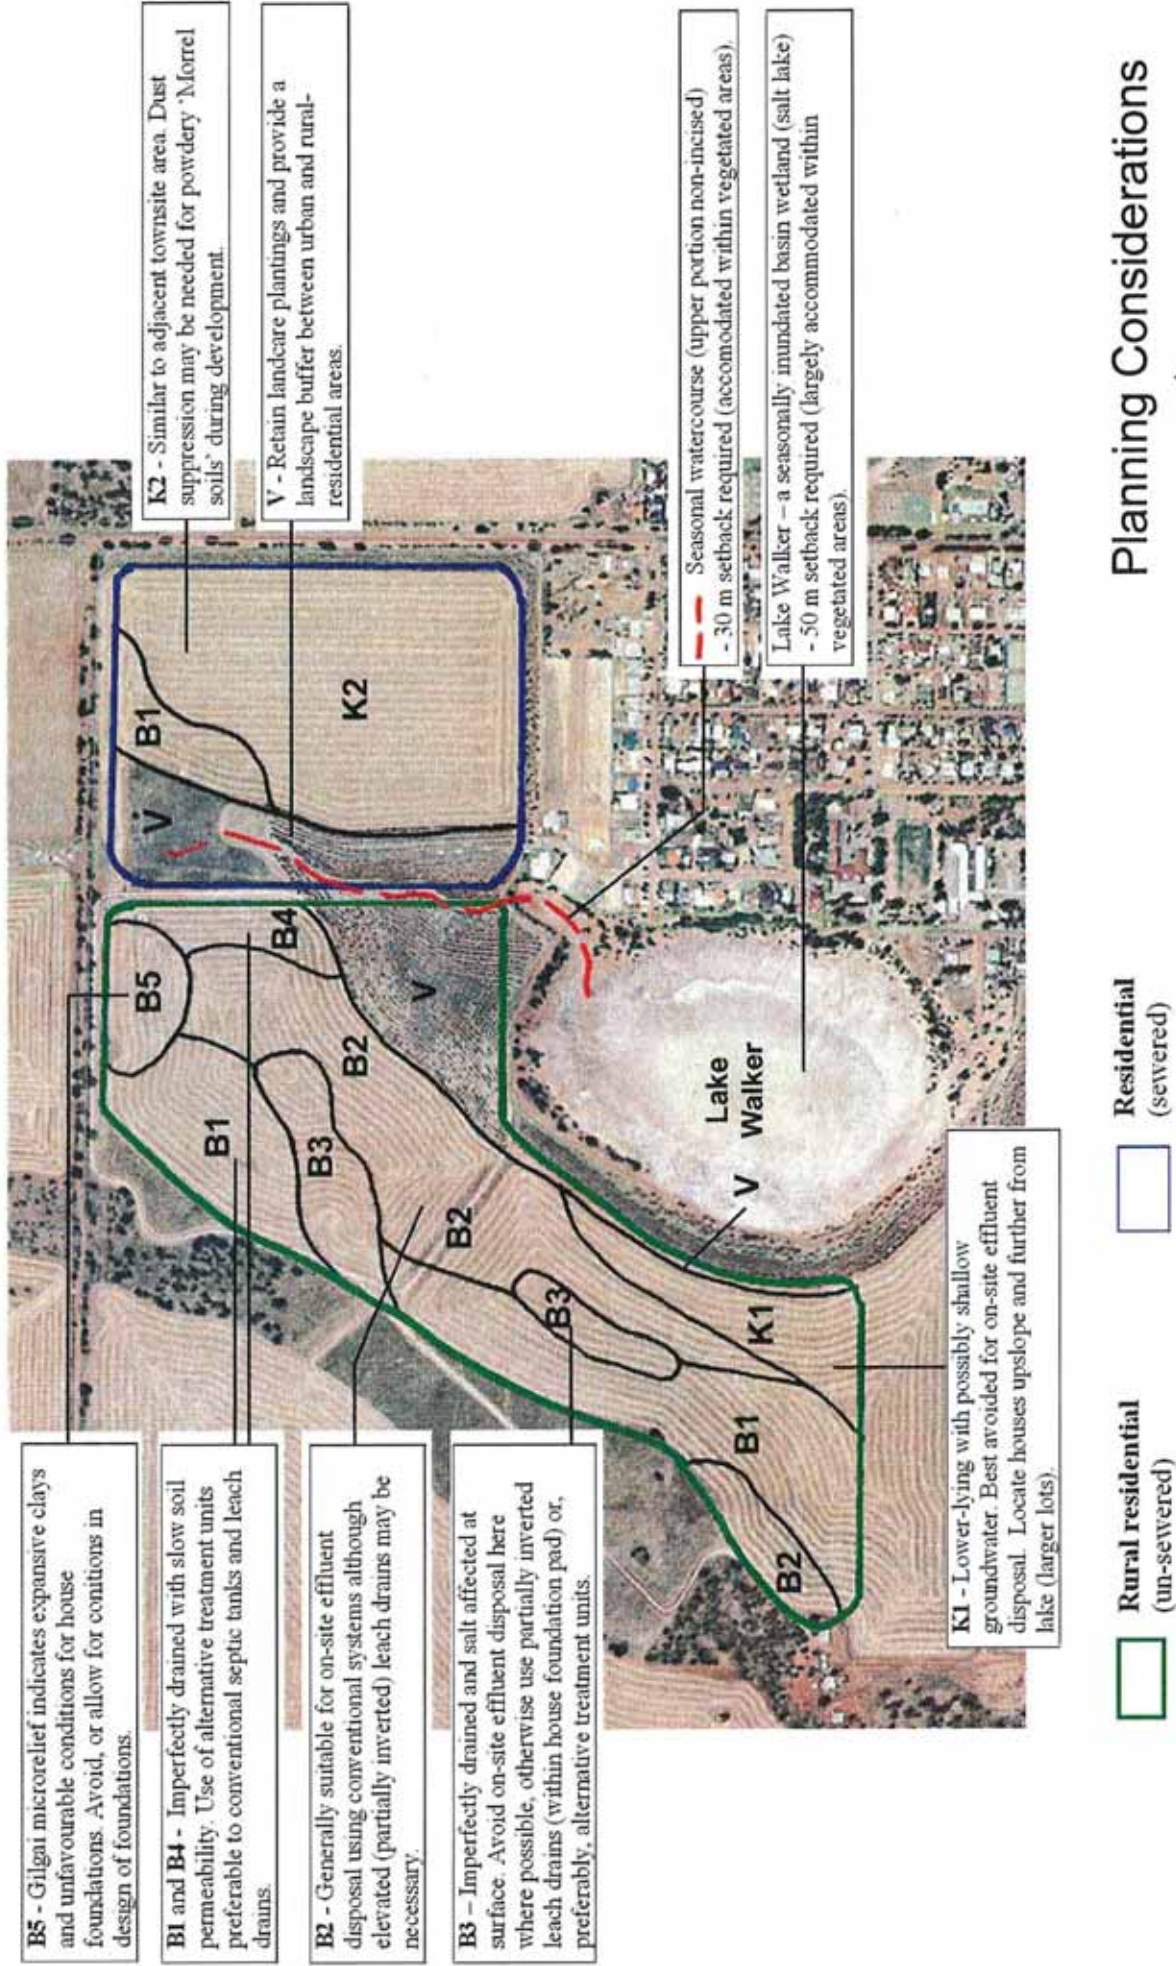 B5 - Gilgai microrelief indicates expansive clays
and unfavourable conditions for house
foundations. Avoid, or allow for conitions in
design of foundations.
B1 and B4 - Imperfectly drained with slow soil
permeability. Use of alternative treatment units
preferable to conventional septic tanks and leach
drains.
B2 - Generally suitable for on-site effluent
disposal using conventional systems although
elevated (partially inverted) leach drains may be
necessary.
B3 – Imperfectly drained and salt affected at
surface. Avoid on-site effluent disposal here
where possible, otherwise use partially inverted
leach drains (within house foundation pad) or,
preferably, alternative treatment units.
K2 - Similar to adjacent townsite area. Dust
suppression may be needed for powdery ‘Morrel
soils’ during development.
V - Retain landcare plantings and provide a
landscape buffer between urban and rural-
residential areas.
Seasonal watercourse (upper portion non-incised)
- 30 m setback required (accomodated within vegetated areas).
Lake Walker – a seasonally inundated basin wetland (salt lake)
- 50 m setback required (largely accommodated within
vegetated areas).
K1 - Lower-lying with possibly shallow
groundwater. Best avoided for on-site effluent
disposal. Locate houses upslope and further from
lake (larger lots).
B5
B4
V
B1
K2
B1
B3
B2
V
B2
B3
Lake
Walker
V
B1
K1
B2
Rural residential
(un-sewered)
Residential
(sewered)
Planning Considerations